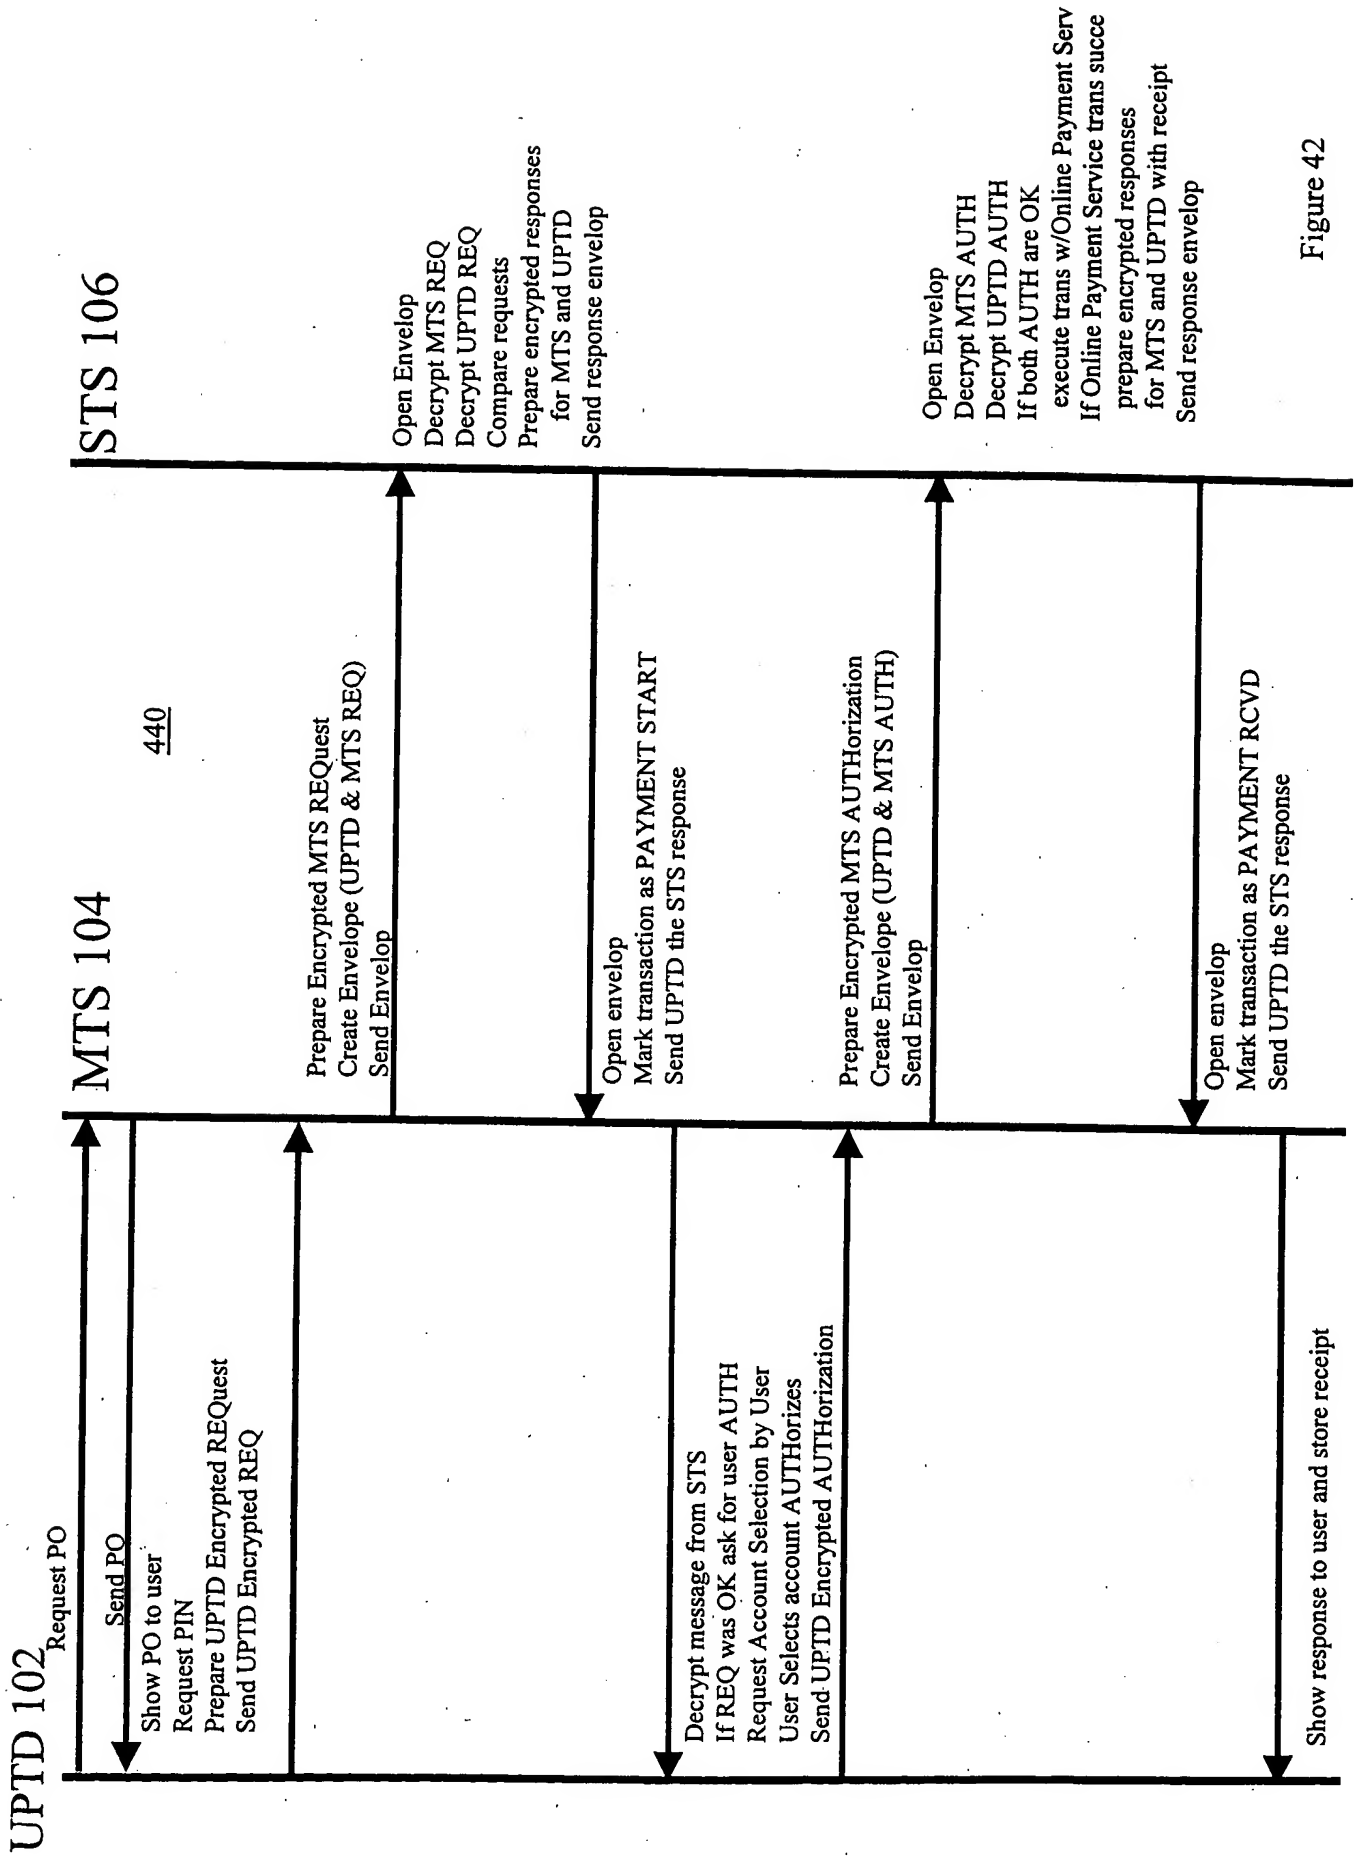 UPTD 102
MTS 104
STS 106
440
Request PO
Send PO
Show PO to user
Request PIN
Prepare UPTD Encrypted REQuest
Send UPTD Encrypted REQ
Prepare Encrypted MTS REQuest
Create Envelope (UPTD & MTS REQ)
Send Envelop
Open Envelop
Decrypt MTS REQ
Decrypt UPTD REQ
Compare requests
Prepare encrypted responses
for MTS and UPTD
Send response envelop
Open envelop
Mark transaction as PAYMENT START
Send UPTD the STS response
Decrypt message from STS
If REQ was OK ask for user AUTH
Request Account Selection by User
User Selects account AUTHorizes
Send UPTD Encrypted AUTHorization
Prepare Encrypted MTS AUTHorization
Create Envelope (UPTD & MTS AUTH)
Send Envelop
Open Envelop
Decrypt MTS AUTH
Decrypt UPTD AUTH
If both AUTH are OK
execute trans w/Online Payment Serv
If Online Payment Service trans succe
prepare encrypted responses
for MTS and UPTD with receipt
Send response envelop
Open envelop
Mark transaction as PAYMENT RCVD
Send UPTD the STS response
Show response to user and store receipt
Figure 42